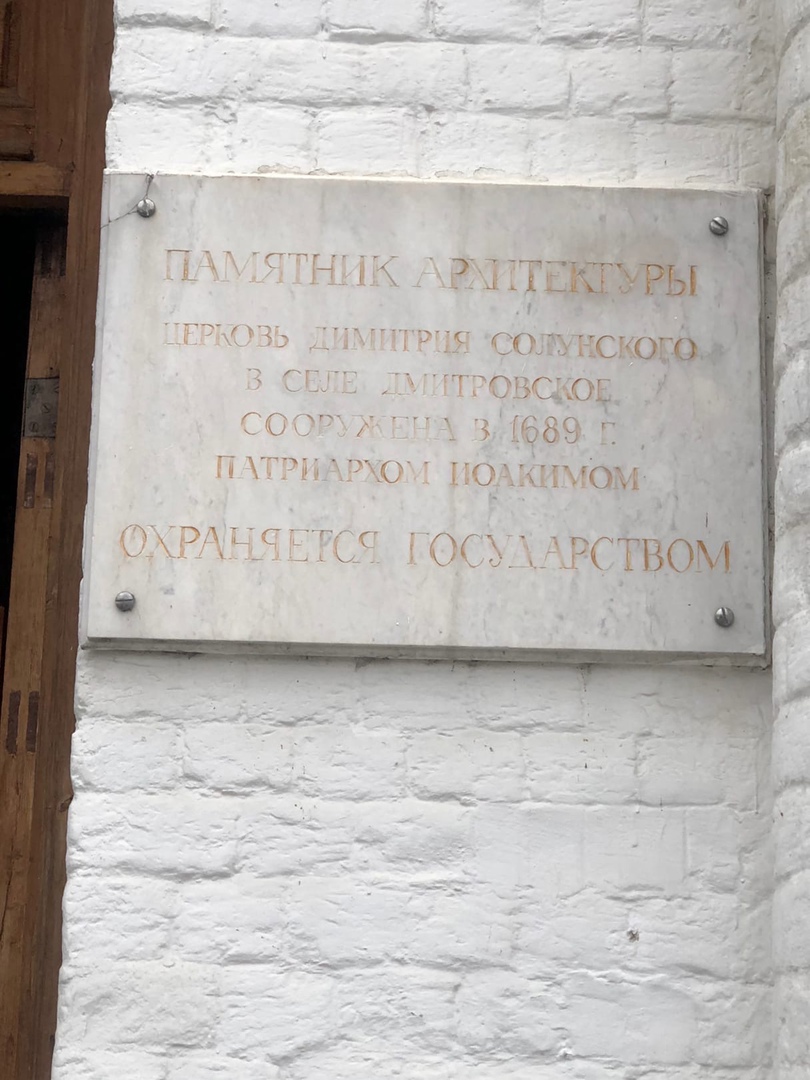 ПАМЯТНИК АРХИТЕКТУРЫ
ЦЕРКОВЬ ДИМИТРИЯ СОЛУНСКОГО
В СЕЛЕ ДМИТРОВСКОЕ
СООРУЖЕНА В 1689 Г.
ПАТРИАРХОМ ИОАКИМОМ
ОХРАНЯЕТСЯ ГОСУДАРСТВОМ